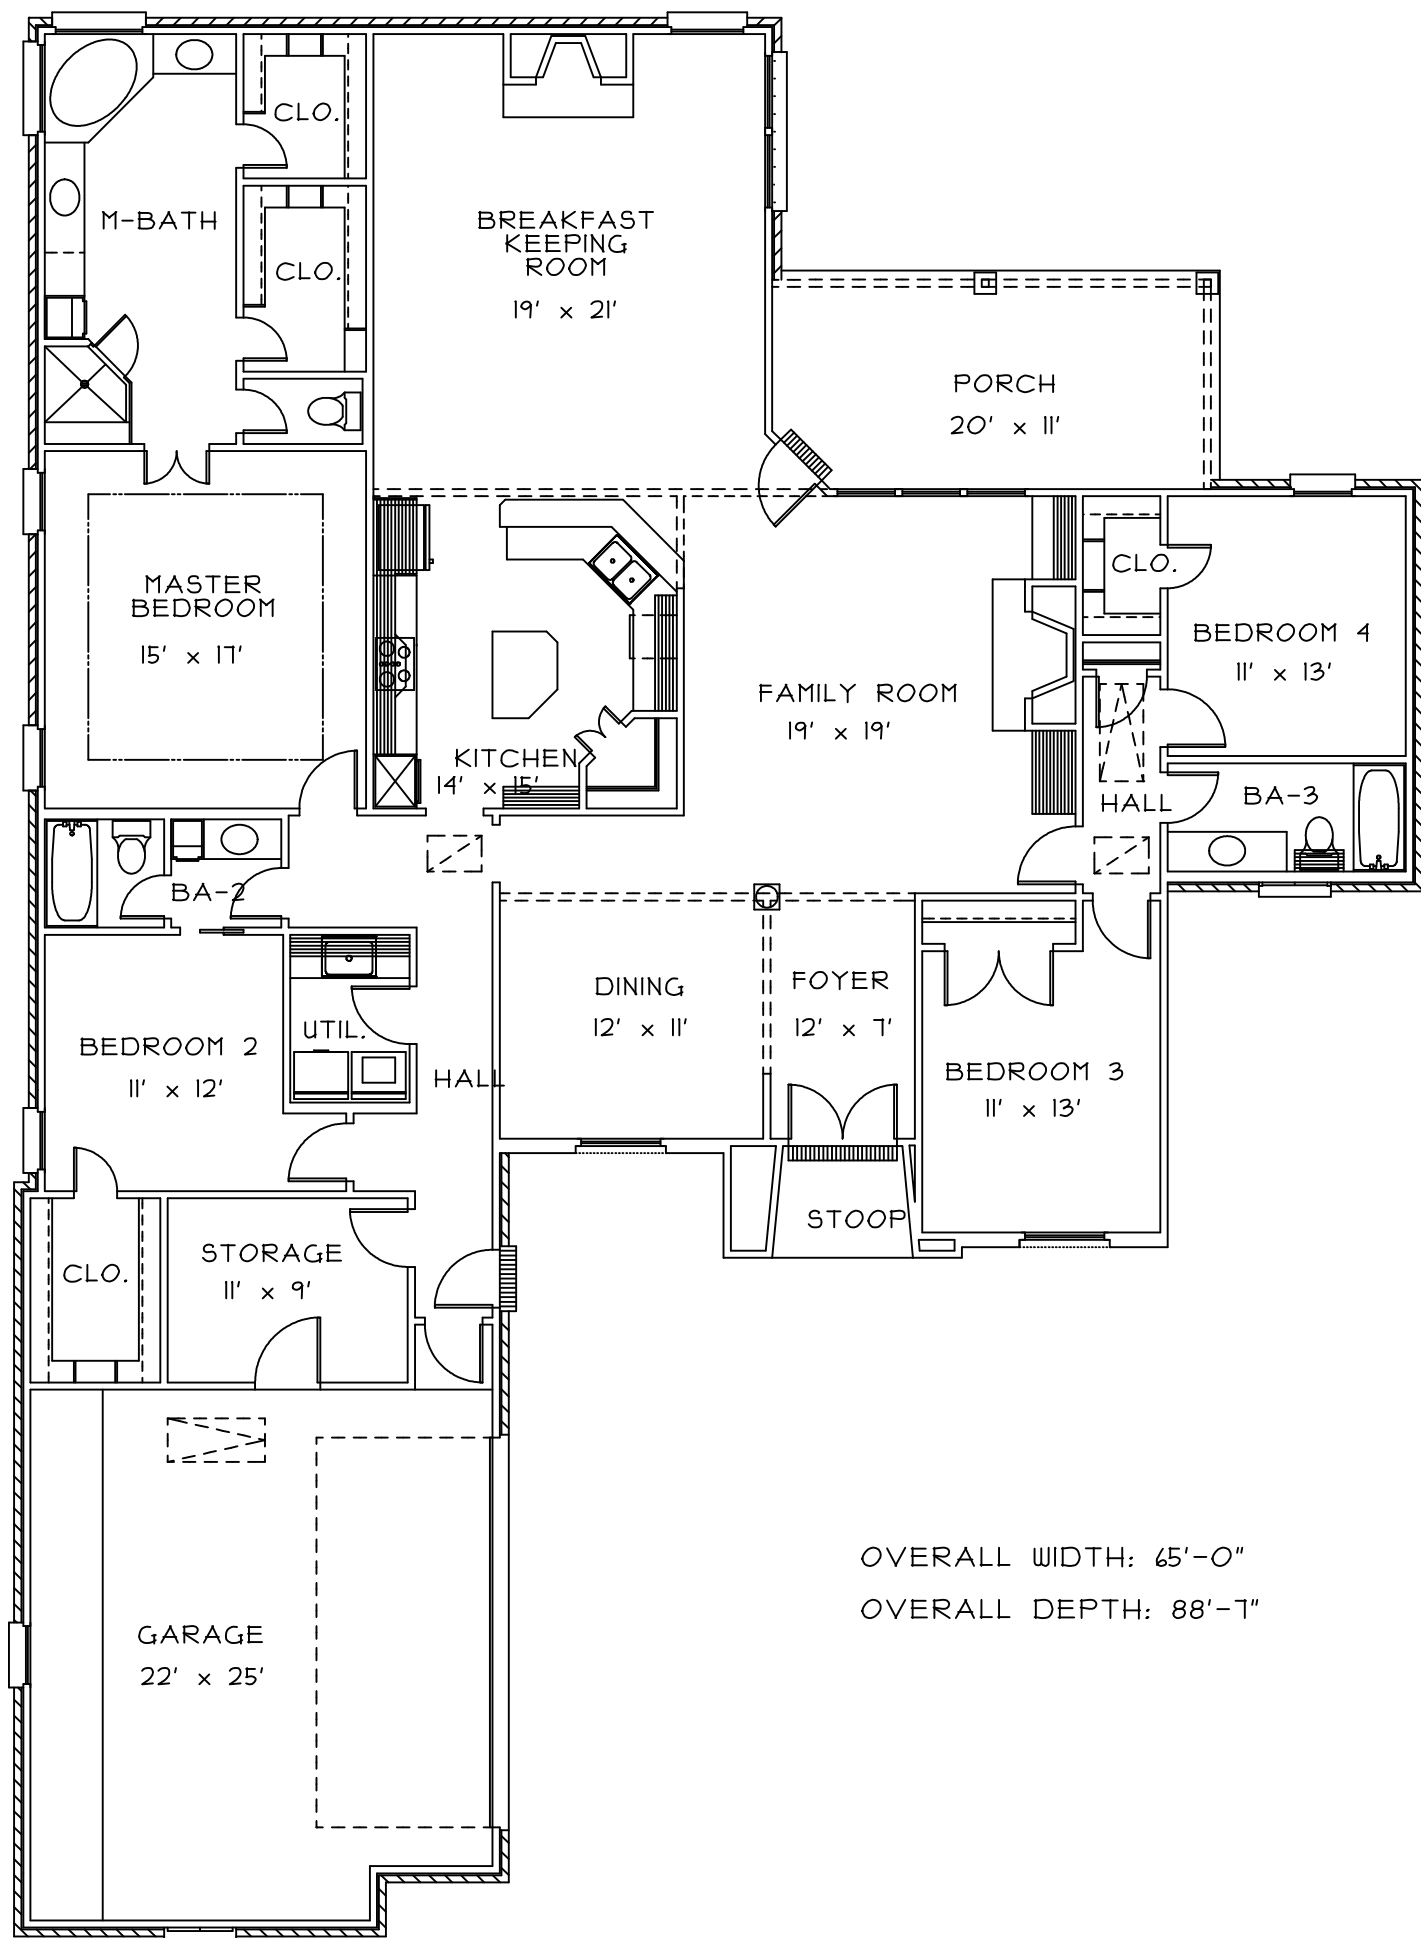 CLO.
M-BATH
CLO.
BREAKFAST
KEEPING
ROOM
19' x 21'
PORCH
20' x 11'
MASTER
BEDROOM
15' x 17'
CLO.
BEDROOM 4
11' x 13'
FAMILY ROOM
19' x 19'
KITCHEN
14' x 15'
HALL
BA-3
BA-2
DINING
12' x 11'
FOYER
12' x 7'
UTIL.
BEDROOM 2
11' x 12'
HALL
BEDROOM 3
11' x 13'
STOOP
STORAGE
11' x 9'
CLO.
OVERALL WIDTH: 65'-0"
OVERALL DEPTH: 88'-7"
GARAGE
22' x 25'